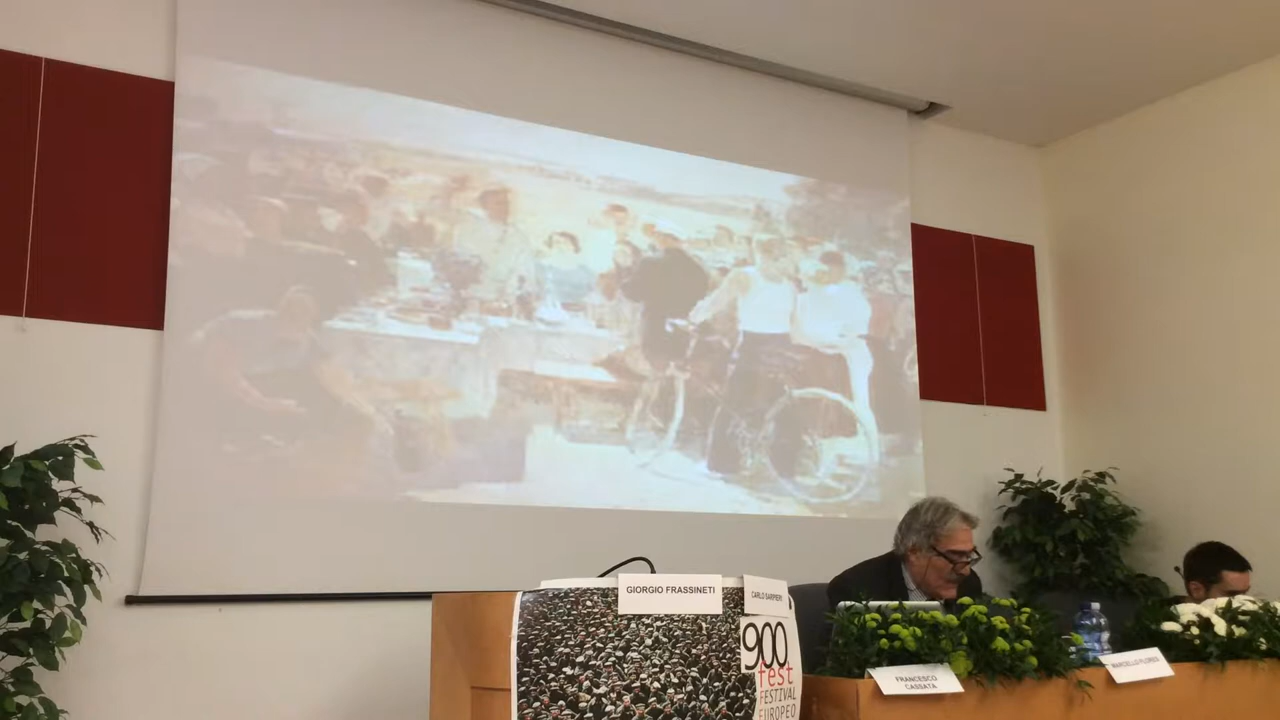 GIORGIO FRASSINETI
CARLO SARPIERI
900
fest
FESTIVAL
EUROPEO
FRANCESCO
CASSATA
MARCELLO FLORES